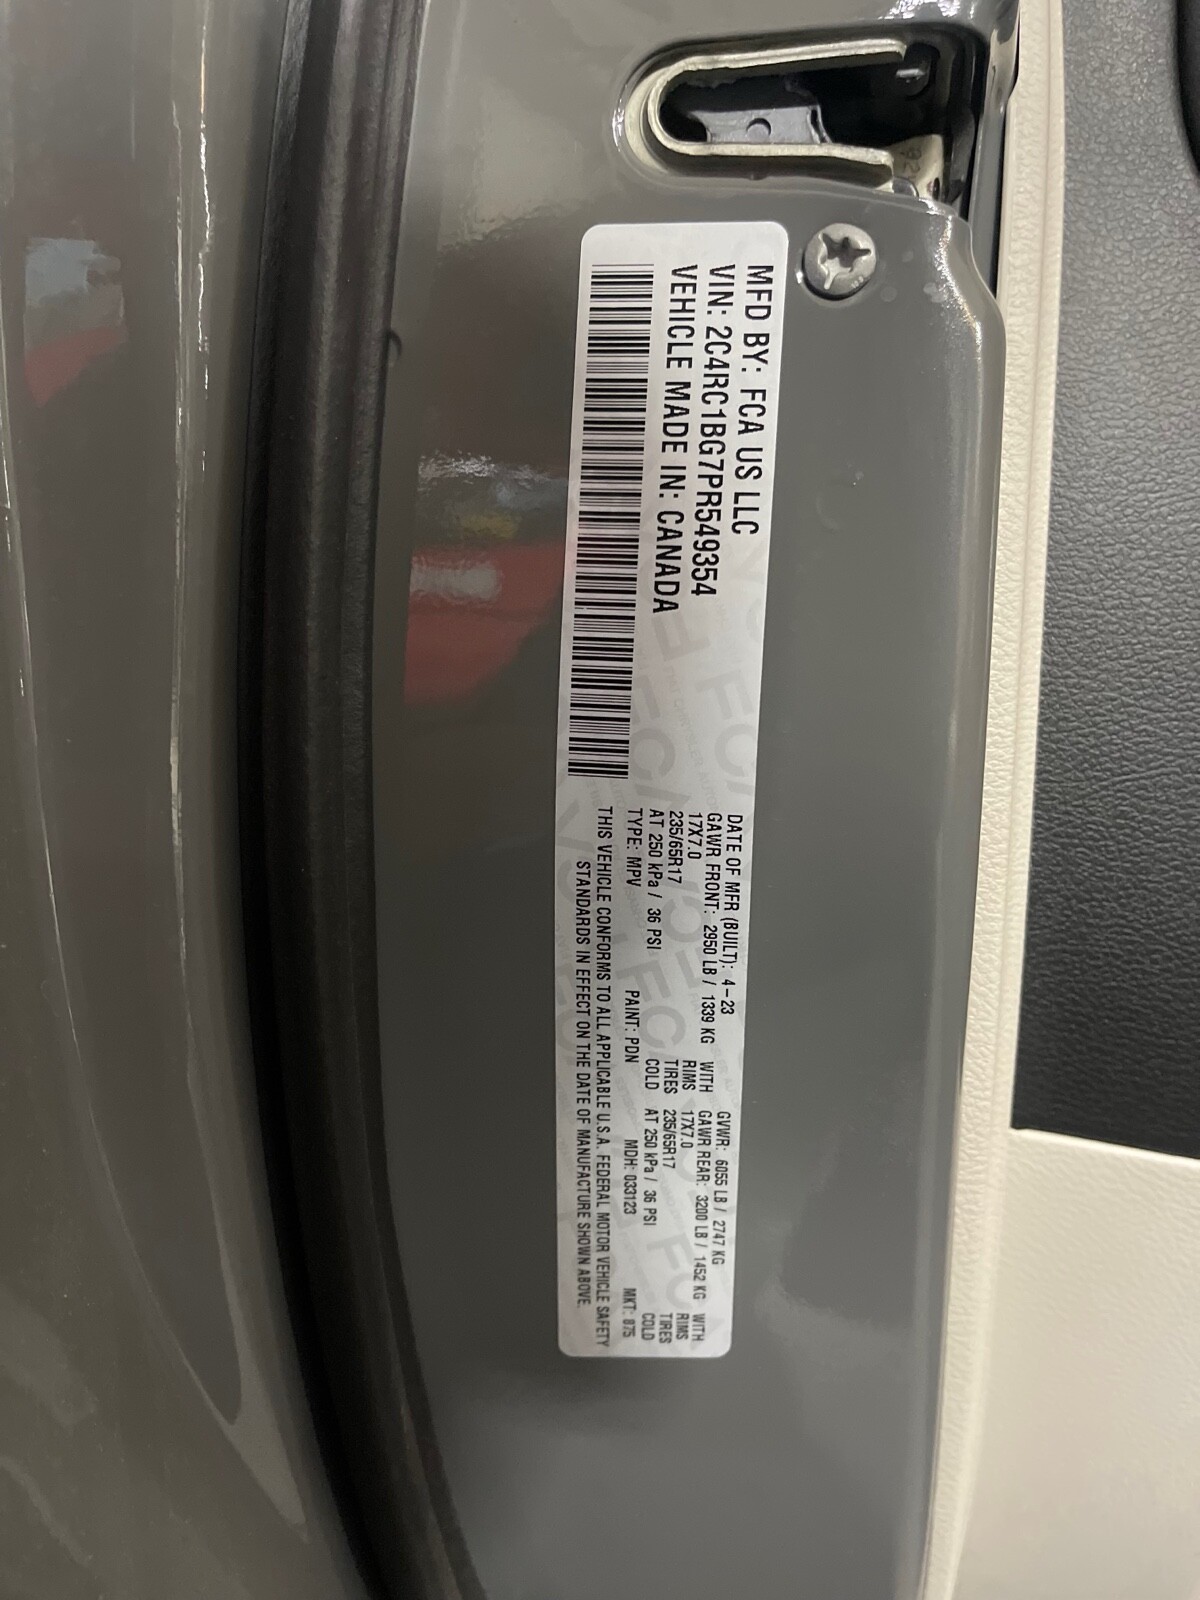 MFD BY: FCA US LLC
VIN: 2C4RC1BG7PR549354
VEHICLE MADE IN: CANADA
DATE OF MFR (BUILT): 4-23 GVWR: 6055 LB / 2747 KG
GAWR FRONT: 2950 LB / 1339 KG WITH GAWR REAR: 3200 LB / 1452 KG WITH
17X7.0 RIMS 17X7.0 RIMS
235/65R17 TIRES 235/65R17 TIRES
AT 250 kPa / 36 PSI COLD AT 250 kPa / 36 PSI COLD
TYPE: MPV PAINT: PDN MDH: 033123 MKT: 875
THIS VEHICLE CONFORMS TO ALL APPLICABLE U.S.A. FEDERAL MOTOR VEHICLE SAFETY
STANDARDS IN EFFECT ON THE DATE OF MANUFACTURE SHOWN ABOVE.